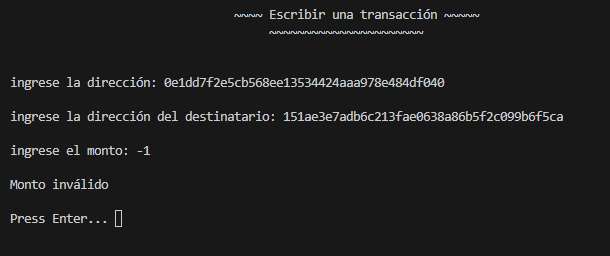 ~~~~ Escribir una transacción ~~~~~
~~~~~~~~~~~~~~~~~~~~~~
ingrese la dirección: 0e1dd7f2e5cb568ee13534424aaa978e484df040
ingrese la dirección del destinatario: 151ae3e7adb6c213fae0638a86b5f2c099b6f5ca
ingrese el monto: -1
Monto inválido
Press Enter...